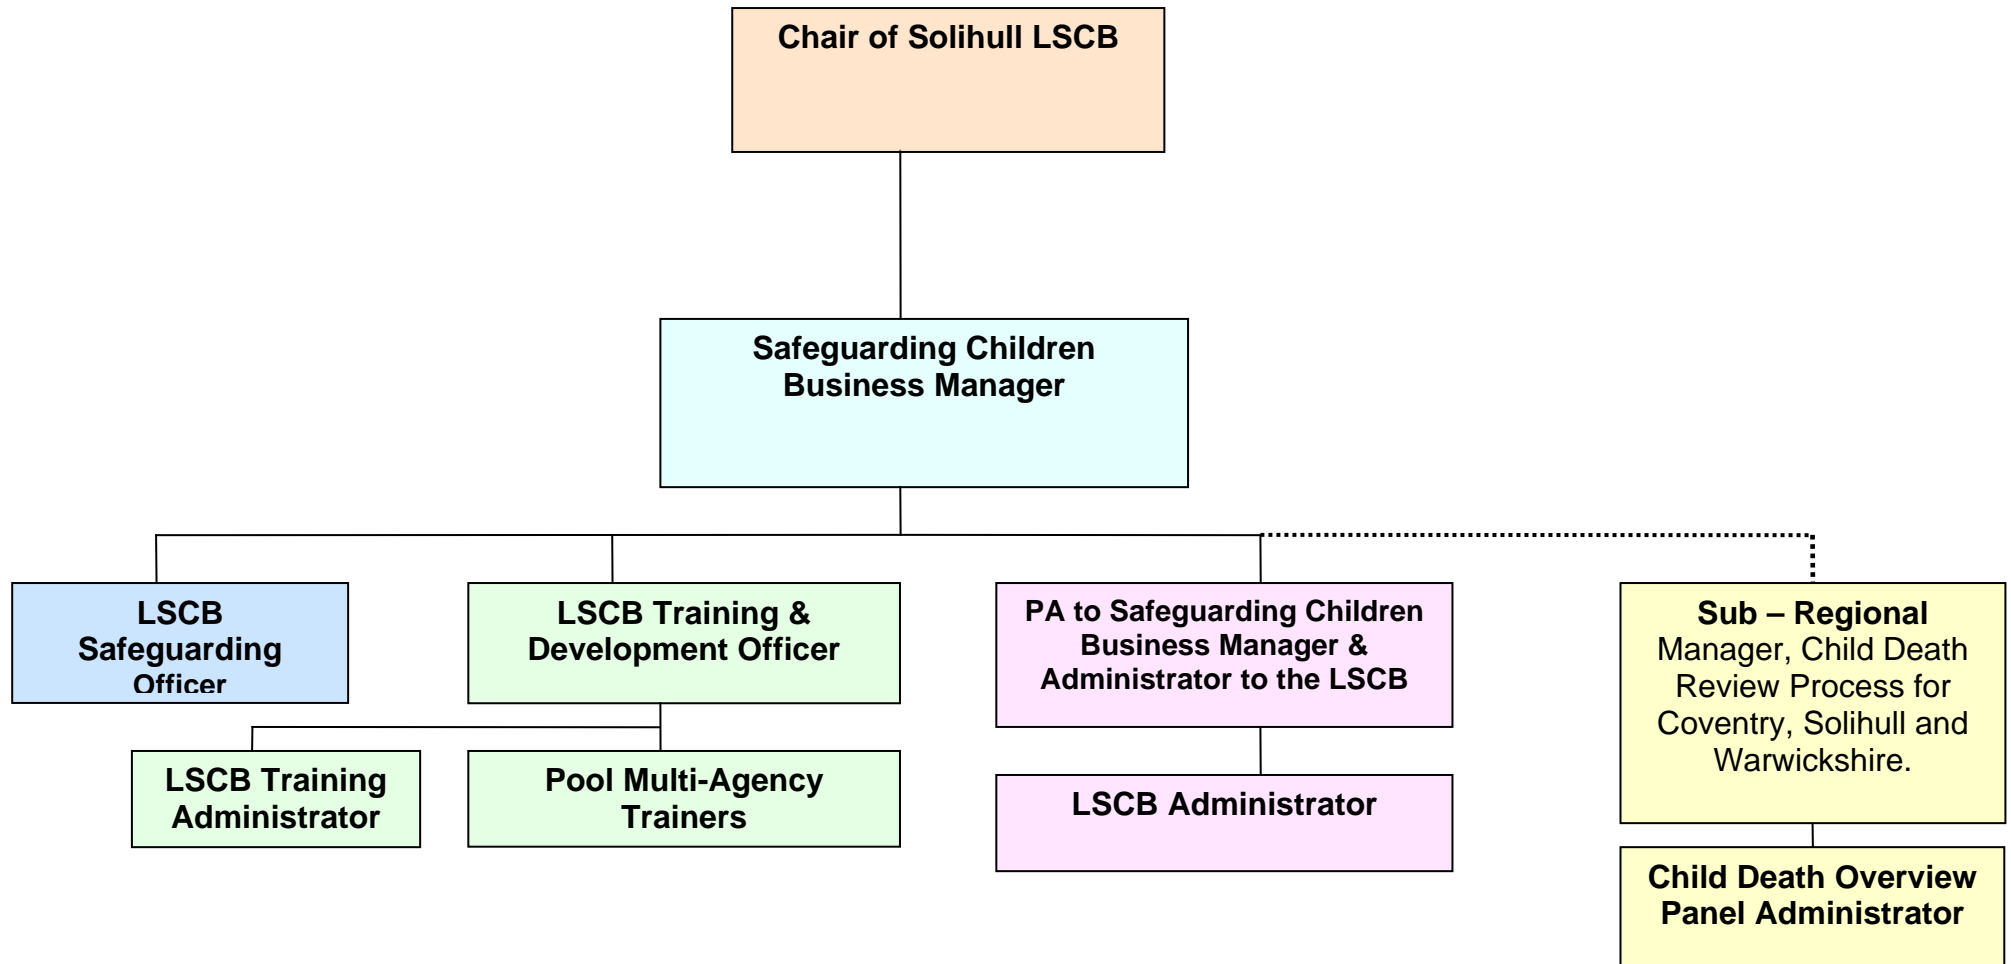 Chair of Solihull LSCB
Safeguarding Children
Business Manager
LSCB
Safeguarding
Officer
LSCB Training &
Development Officer
PA to Safeguarding Children
Business Manager &
Administrator to the LSCB
Sub – Regional
Manager, Child Death
Review Process for
Coventry, Solihull and
Warwickshire.
LSCB Training
Administrator
Pool Multi-Agency
Trainers
LSCB Administrator
Child Death Overview
Panel Administrator